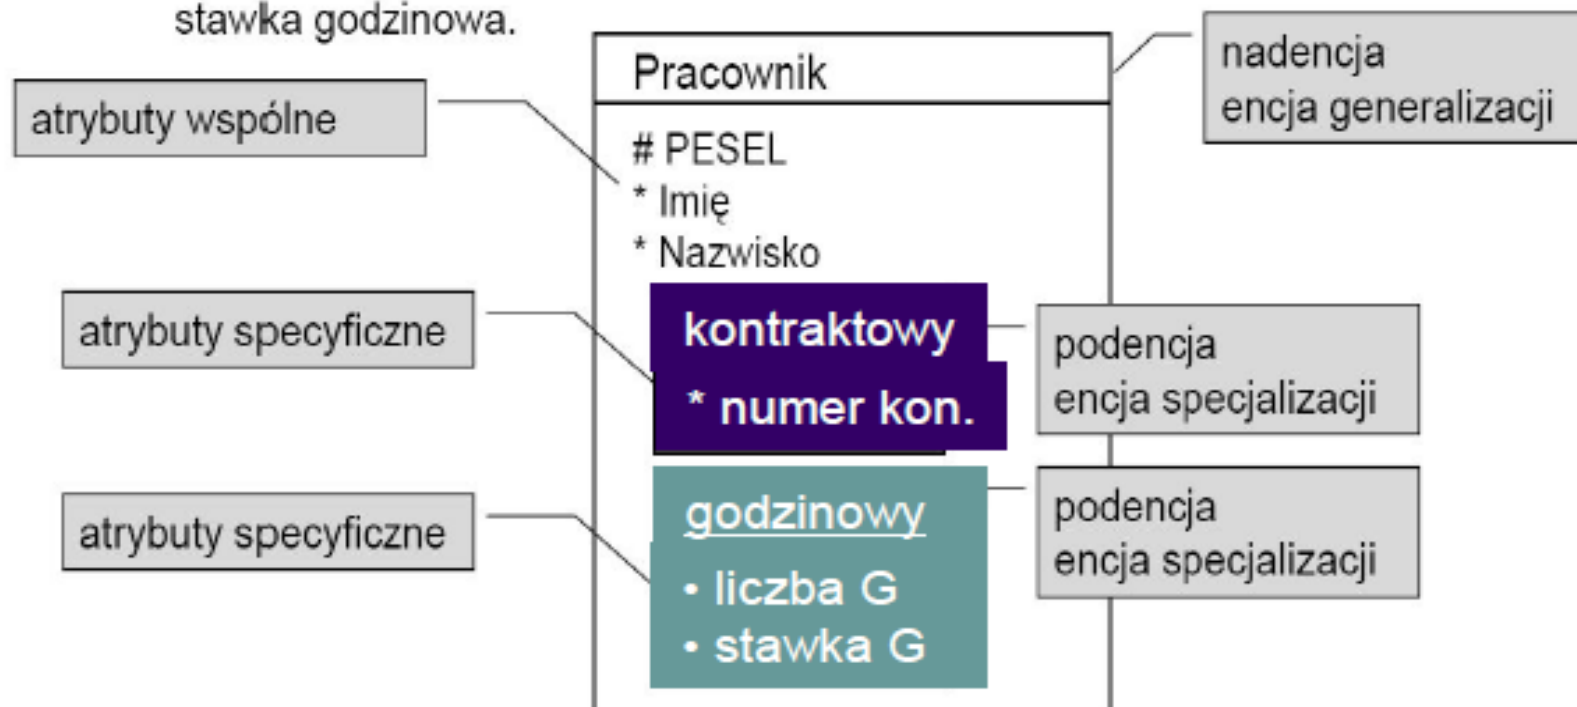 stawka godzinowa.
Pracownik
nadencja
encja generalizacji
atrybuty wspólne
# PESEL
* Imię
* Nazwisko
atrybuty specyficzne
kontraktowy
* numer kon.
podencja
encja specjalizacji
atrybuty specyficzne
godzinowy
• liczba G
• stawka G
podencja
encja specjalizacji